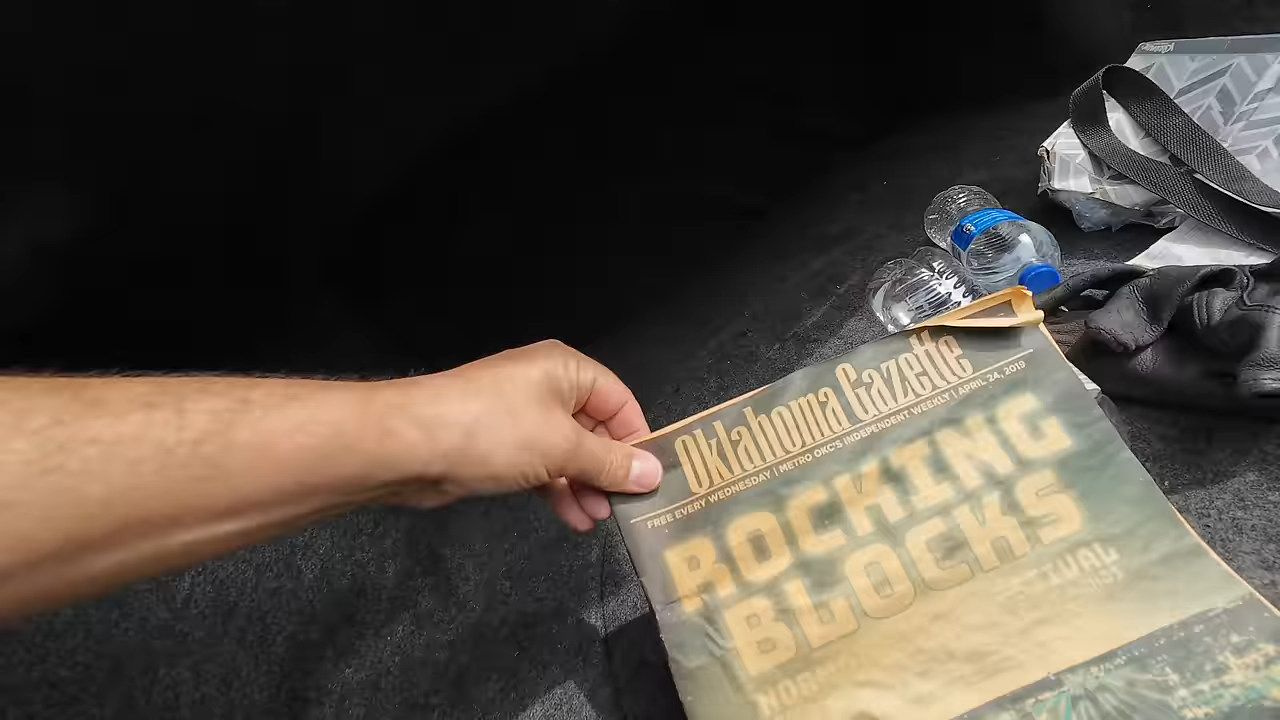 Oklahoma Gazette
FREE EVERY WEDNESDAY | METRO OKC'S INDEPENDENT WEEKLY | APRIL 24, 2019
ROCKING
BLOCKS